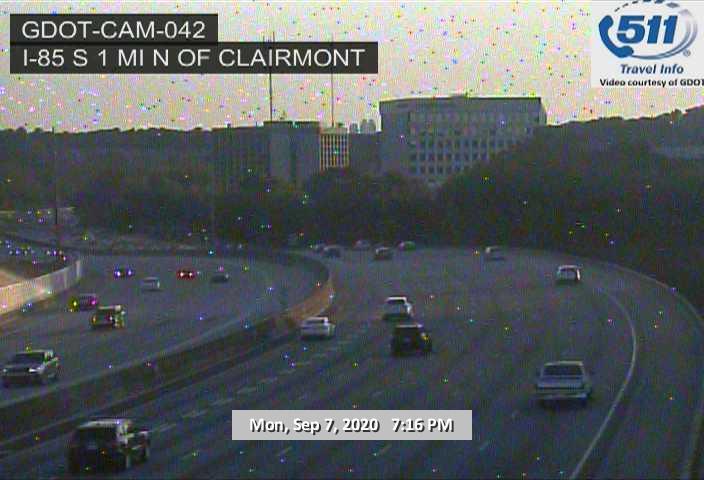 GDOT-CAM-042
I-85 S 1 MI N OF CLAIRMONT
511
Travel Info
Video courtesy of GDOT
Mon, Sep 7, 2020 7:16 PM